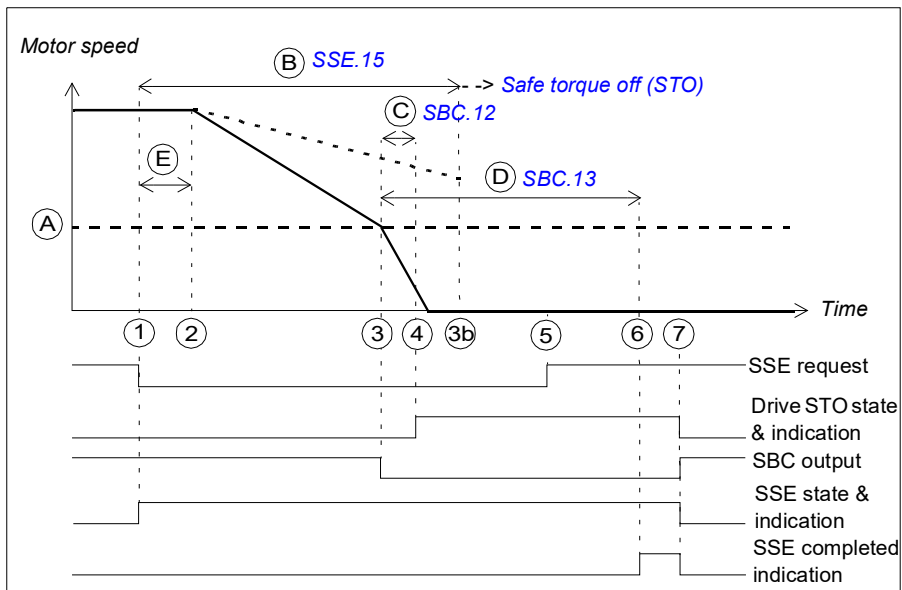 Motor speed
B SSE.15
Safe torque off (STO)
C SBC.12
E
D SBC.13
A
Time
1 2 3 4 3b 5 6 7
SSE request
Drive STO state
& indication
SBC output
SSE state &
indication
SSE completed
indication